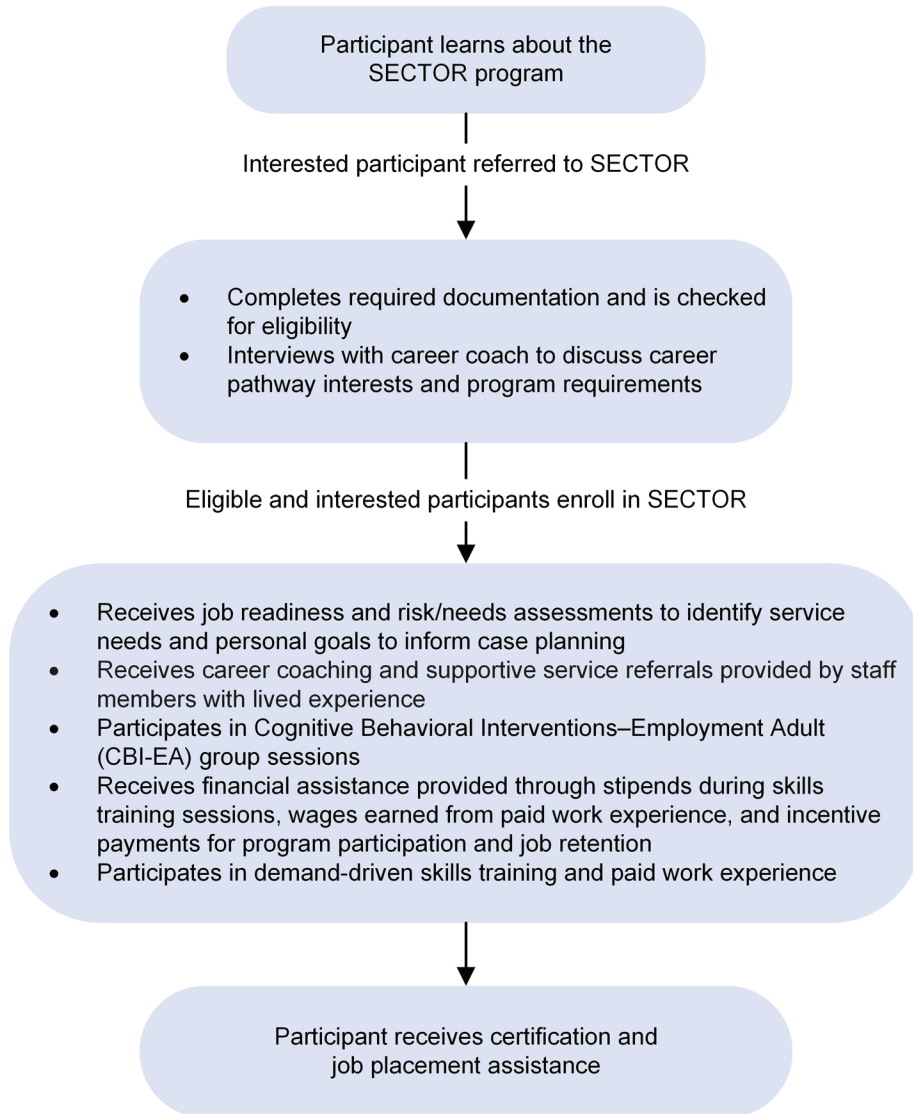 Participant learns about the
SECTOR program
Interested participant referred to SECTOR
• Completes required documentation and is checked
for eligibility
• Interviews with career coach to discuss career
pathway interests and program requirements
Eligible and interested participants enroll in SECTOR
• Receives job readiness and risk/needs assessments to identify service
needs and personal goals to inform case planning
• Receives career coaching and supportive service referrals provided by staff
members with lived experience
• Participates in Cognitive Behavioral Interventions–Employment Adult
(CBI-EA) group sessions
• Receives financial assistance provided through stipends during skills
training sessions, wages earned from paid work experience, and incentive
payments for program participation and job retention
• Participates in demand-driven skills training and paid work experience
Participant receives certification and
job placement assistance